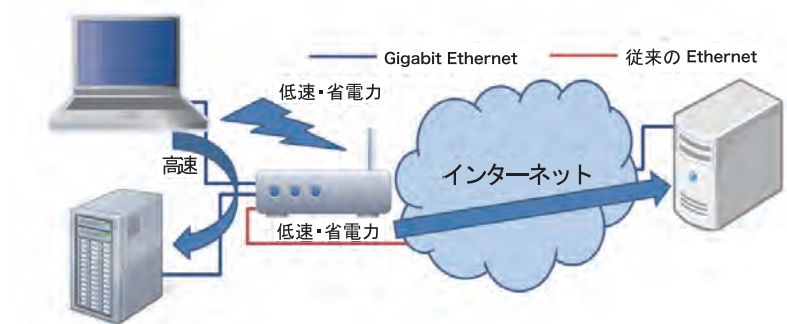 Gigabit Ethernet
従来の Ethernet
低速・省電力
高速
インターネット
低速・省電力